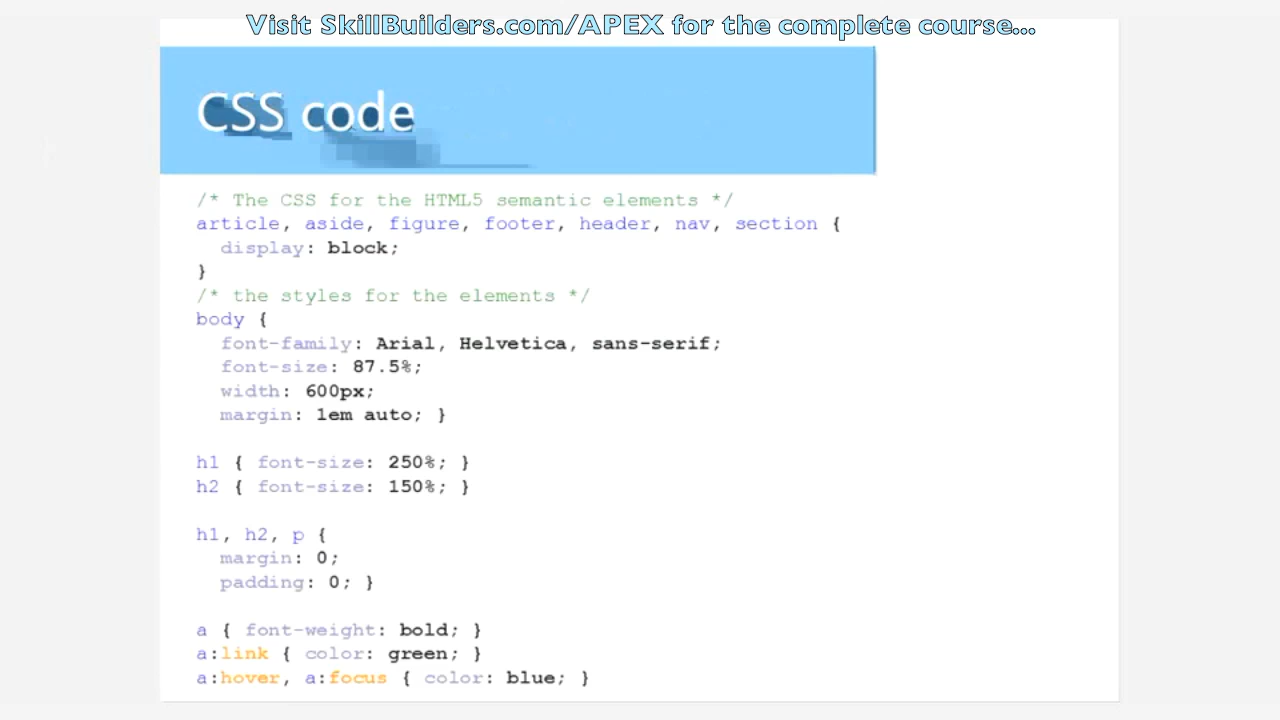 Visit SkillBuilders.com/APEX for the complete course...
CSS code
/* The CSS for the HTML5 semantic elements */
article, aside, figure, footer, header, nav, section {
  display: block;
}
/* the styles for the elements */
body {
  font-family: Arial, Helvetica, sans-serif;
  font-size: 87.5%;
  width: 600px;
  margin: 1em auto; }
h1 { font-size: 250%; }
h2 { font-size: 150%; }
h1, h2, p {
  margin: 0;
  padding: 0; }
a { font-weight: bold; }
a:link { color: green; }
a:hover, a:focus { color: blue; }